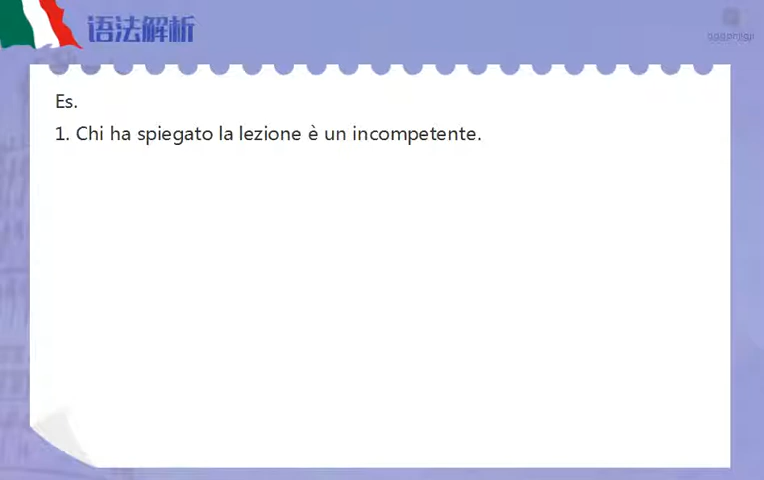 语法解析
Es.
1. Chi ha spiegato la lezione è un incompetente.